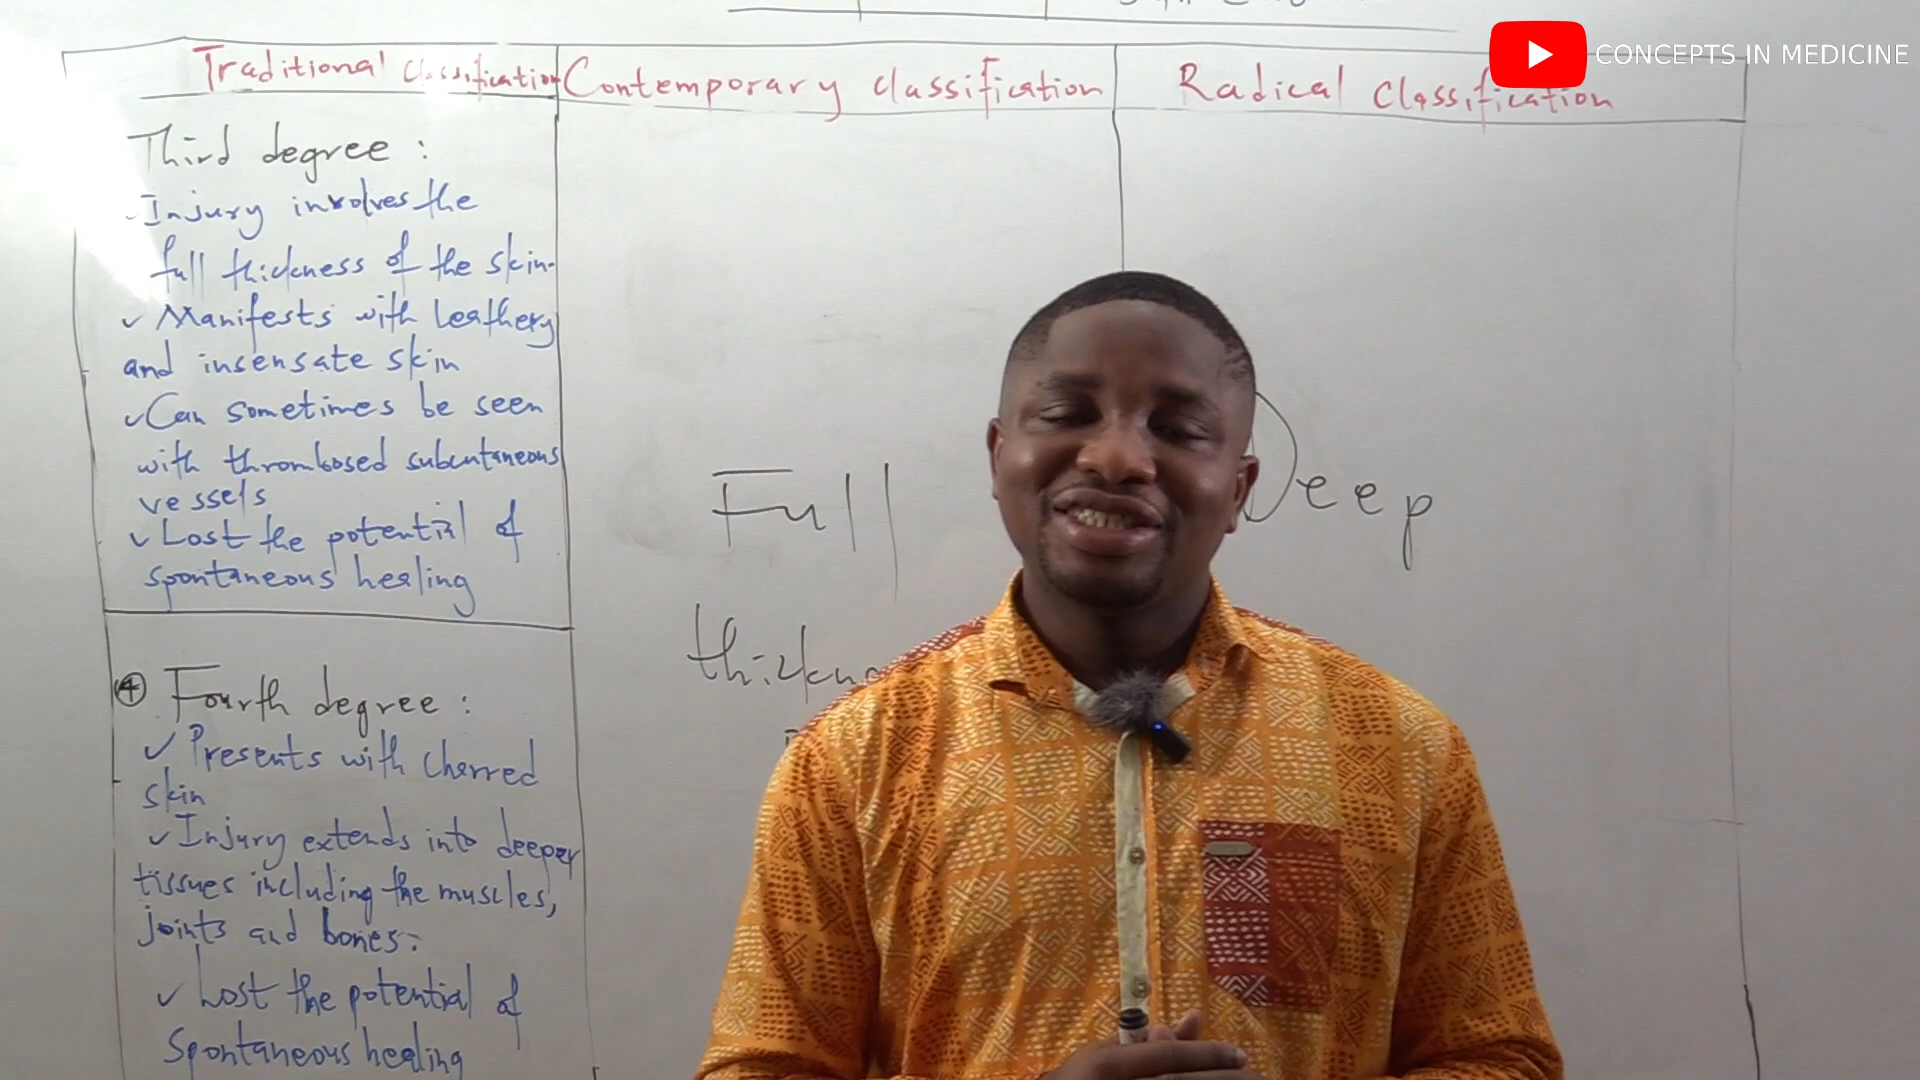 CONCEPTS IN MEDICINE
Traditional classification
Contemporary classification
Radical classification
Third degree :
Injury involves the
full thickness of the skin.
✓ Manifests with leathery
and insensate skin
✓ Can sometimes be seen
with thrombosed subcutaneous
vessels
✓ Lost the potential of
spontaneous healing
④ Fourth degree :
✓ Presents with charred
skin
✓ Injury extends into deeper
tissues including the muscles,
joints and bones.
✓ Lost the potential of
Spontaneous healing
Full
Deep